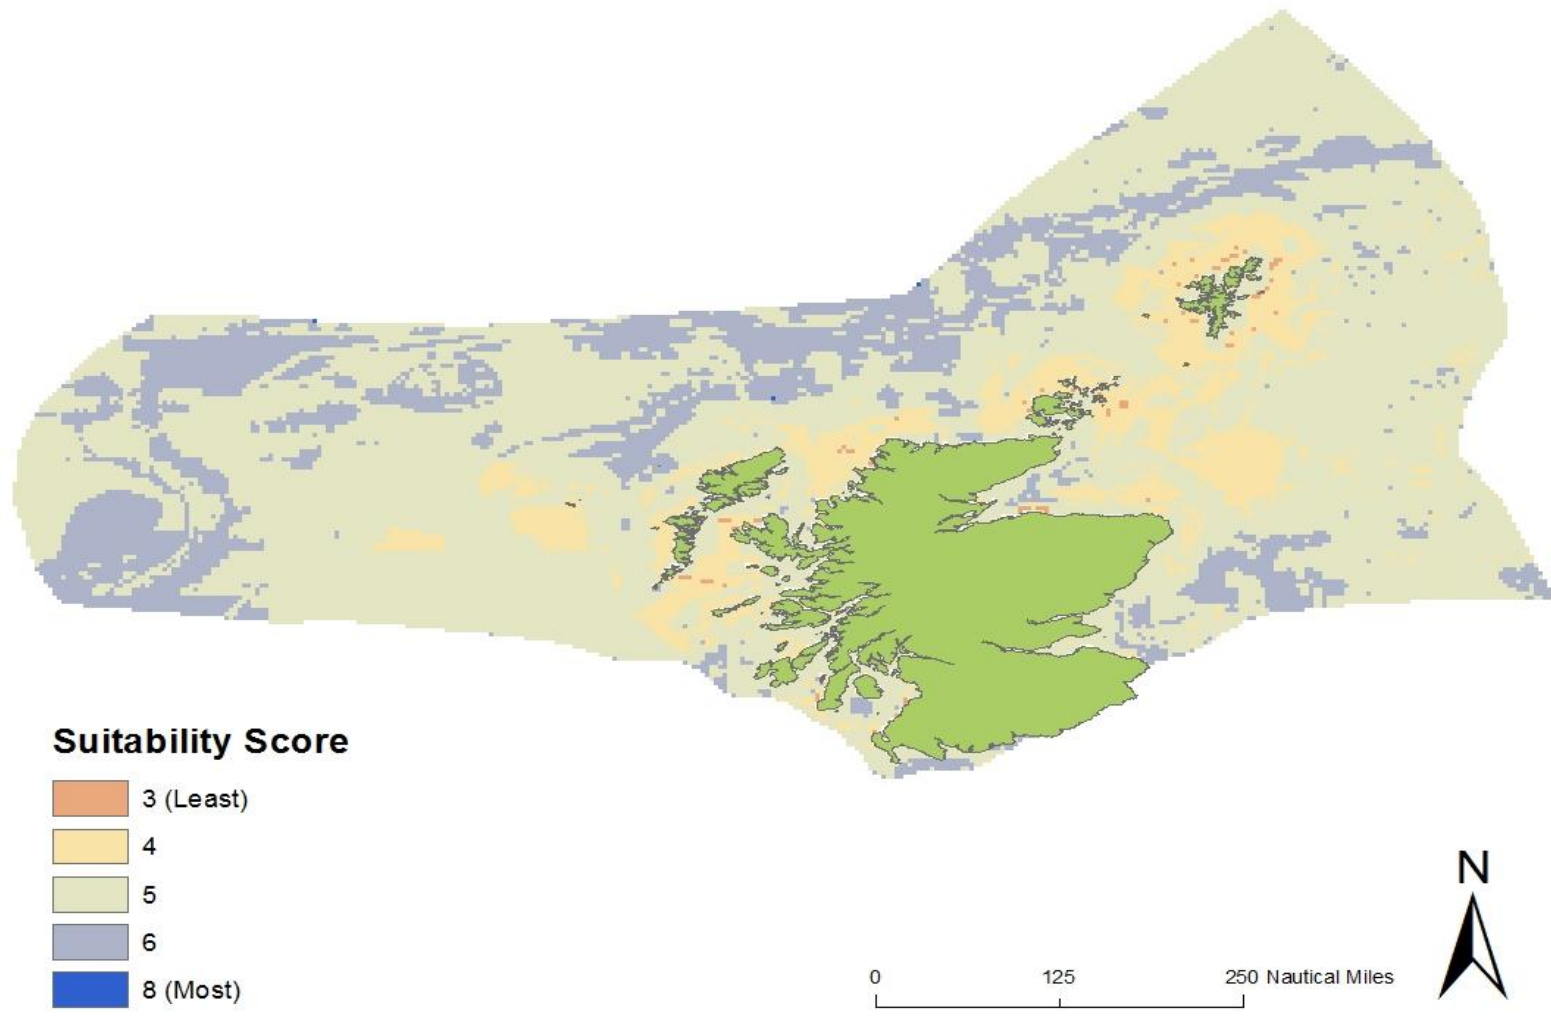 Suitability Score
3 (Least)
4
5
6
8 (Most)
0 125 250 Nautical Miles
N